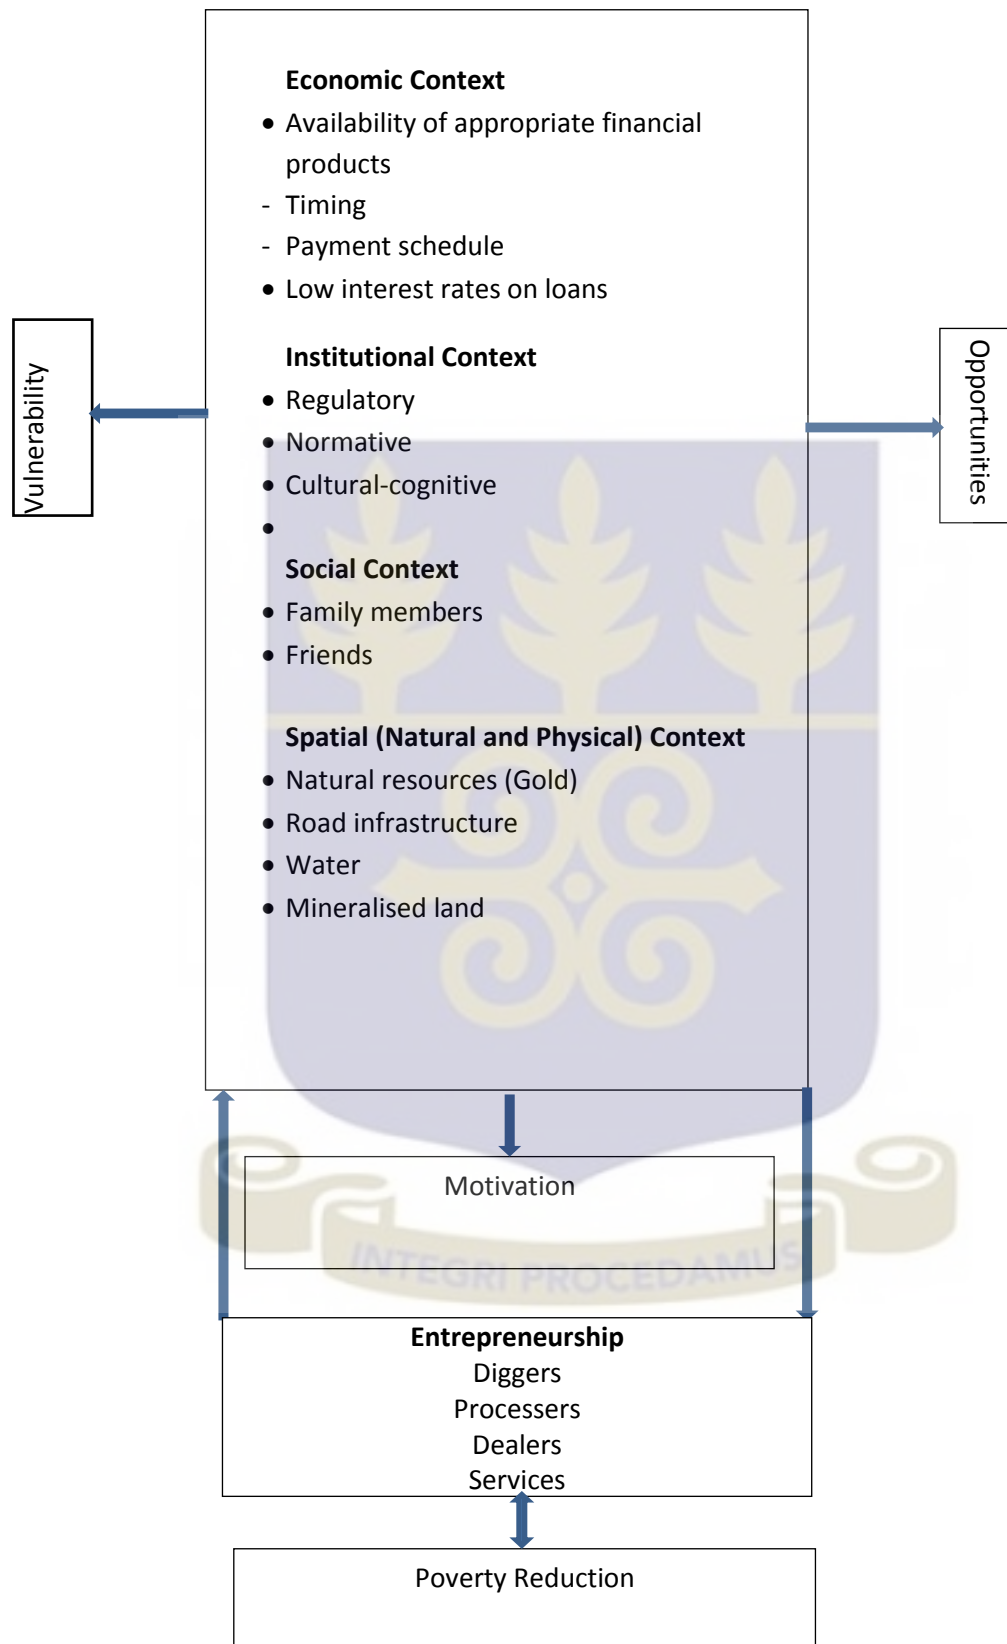 Economic Context
• Availability of appropriate financial
products
- Timing
- Payment schedule
• Low interest rates on loans
Institutional Context
• Regulatory
• Normative
• Cultural-cognitive
•
Social Context
• Family members
• Friends
Spatial (Natural and Physical) Context
• Natural resources (Gold)
• Road infrastructure
• Water
• Mineralised land
Vulnerability
Opportunities
Motivation
INTEGRI PROCEDAMUS
Entrepreneurship
Diggers
Processers
Dealers
Services
Poverty Reduction